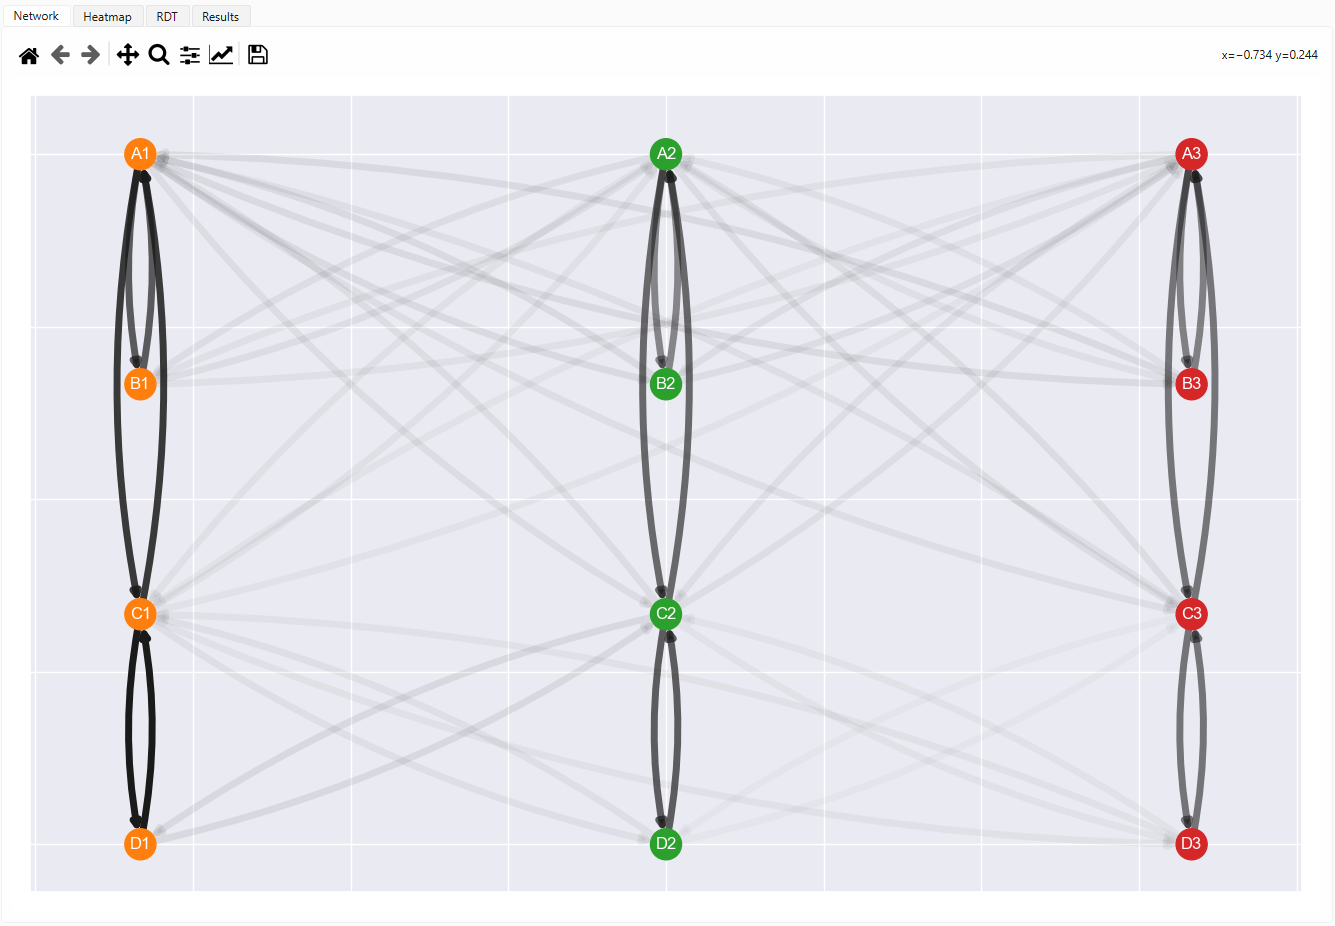 Network Heatmap RDT Results
x=−0.734 y=0.244
A1 A2 A3
B1 B2 B3
C1 C2 C3
D1 D2 D3